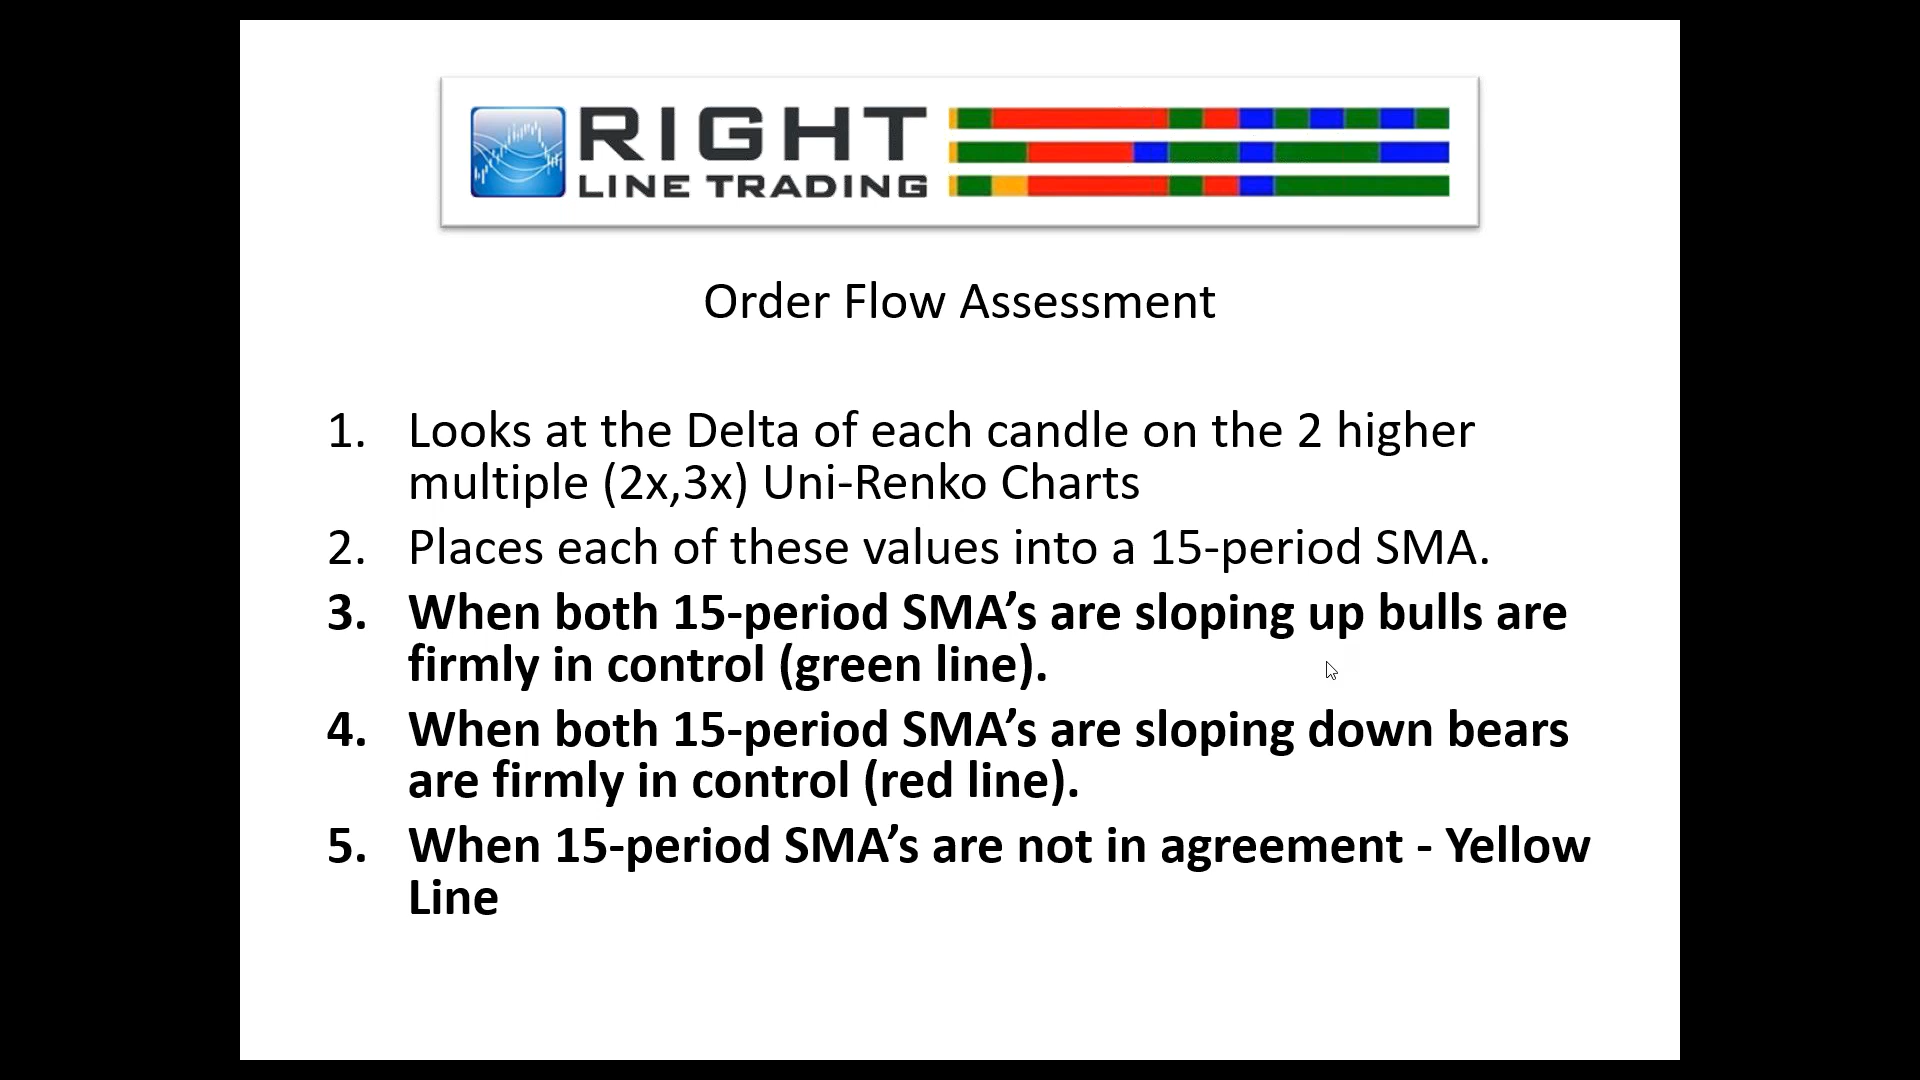 RIGHT
LINE TRADING
Order Flow Assessment
1. Looks at the Delta of each candle on the 2 higher
multiple (2x,3x) Uni-Renko Charts
2. Places each of these values into a 15-period SMA.
3. When both 15-period SMA’s are sloping up bulls are
firmly in control (green line).
4. When both 15-period SMA’s are sloping down bears
are firmly in control (red line).
5. When 15-period SMA’s are not in agreement - Yellow
Line